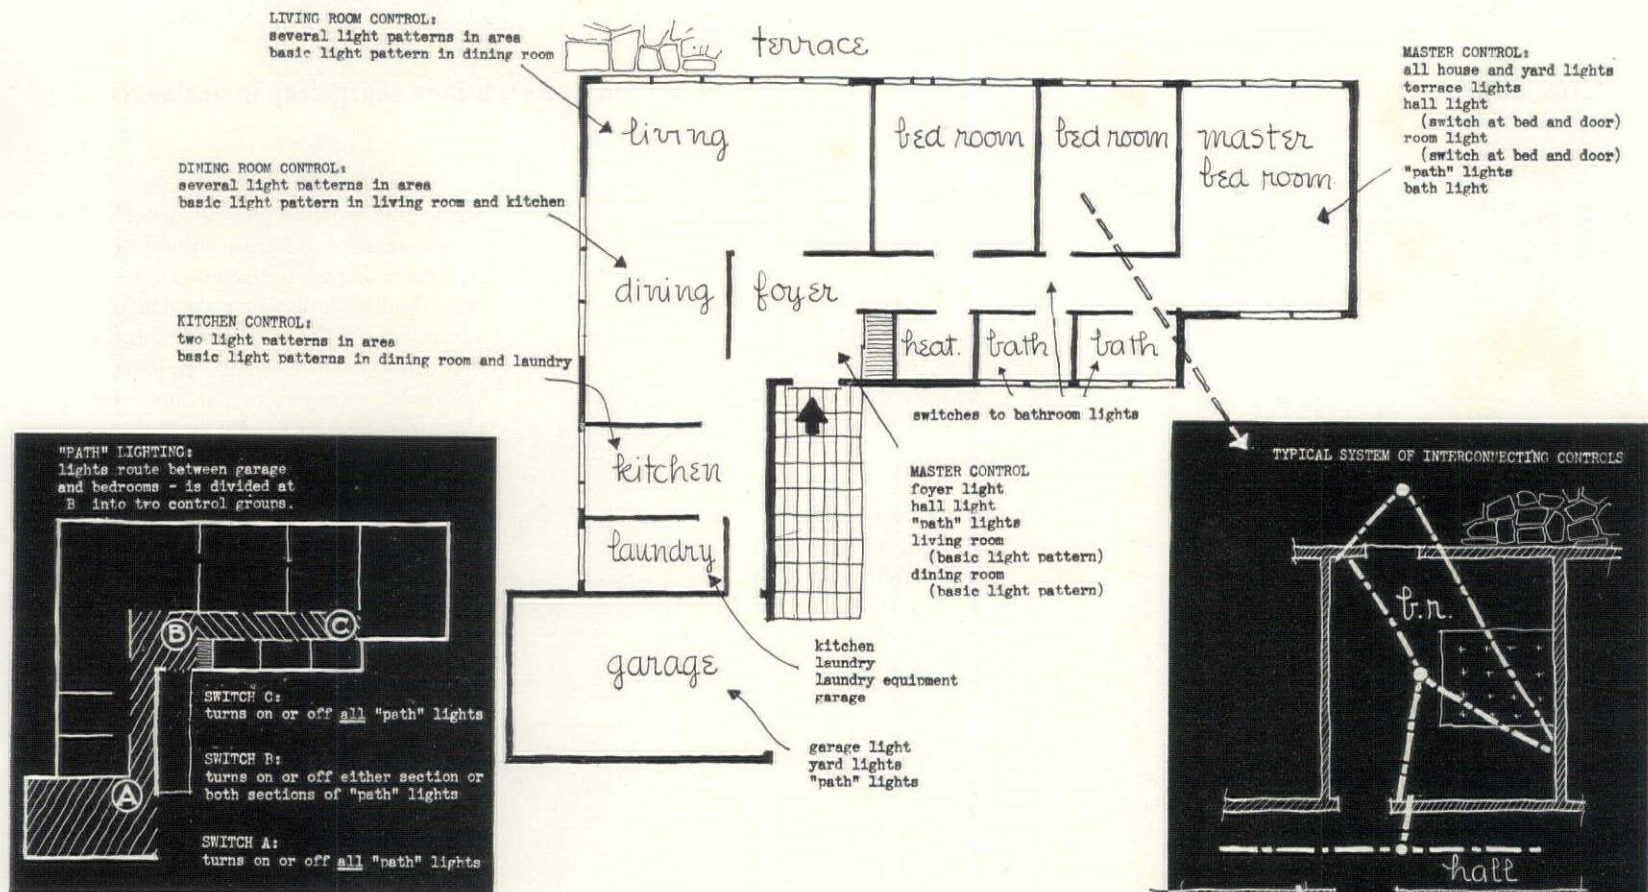 LIVING ROOM CONTROL:
several light patterns in area
basic light pattern in dining room
terrace
MASTER CONTROL:
all house and yard lights
terrace lights
hall light
(switch at bed and door)
room light
(switch at bed and door)
"path" lights
bath light
living
bed room
bed room
master
bed room
DINING ROOM CONTROL:
several light patterns in area
basic light pattern in living room and kitchen
dining
foyer
KITCHEN CONTROL:
two light patterns in area
basic light patterns in dining room and laundry
heat.
bath
bath
switches to bathroom lights
kitchen
MASTER CONTROL
foyer light
hall light
"path" lights
living room
(basic light pattern)
dining room
(basic light pattern)
laundry
kitchen
laundry
laundry equipment
garage
garage
garage light
yard lights
"path" lights
"PATH" LIGHTING:
lights route between garage
and bedrooms - is divided at
B into two control groups.
B
C
SWITCH C:
turns on or off all "path" lights
SWITCH B:
turns on or off either section or
both sections of "path" lights
A
SWITCH A:
turns on or off all "path" lights
TYPICAL SYSTEM OF INTERCONNECTING CONTROLS
b.r.
hall